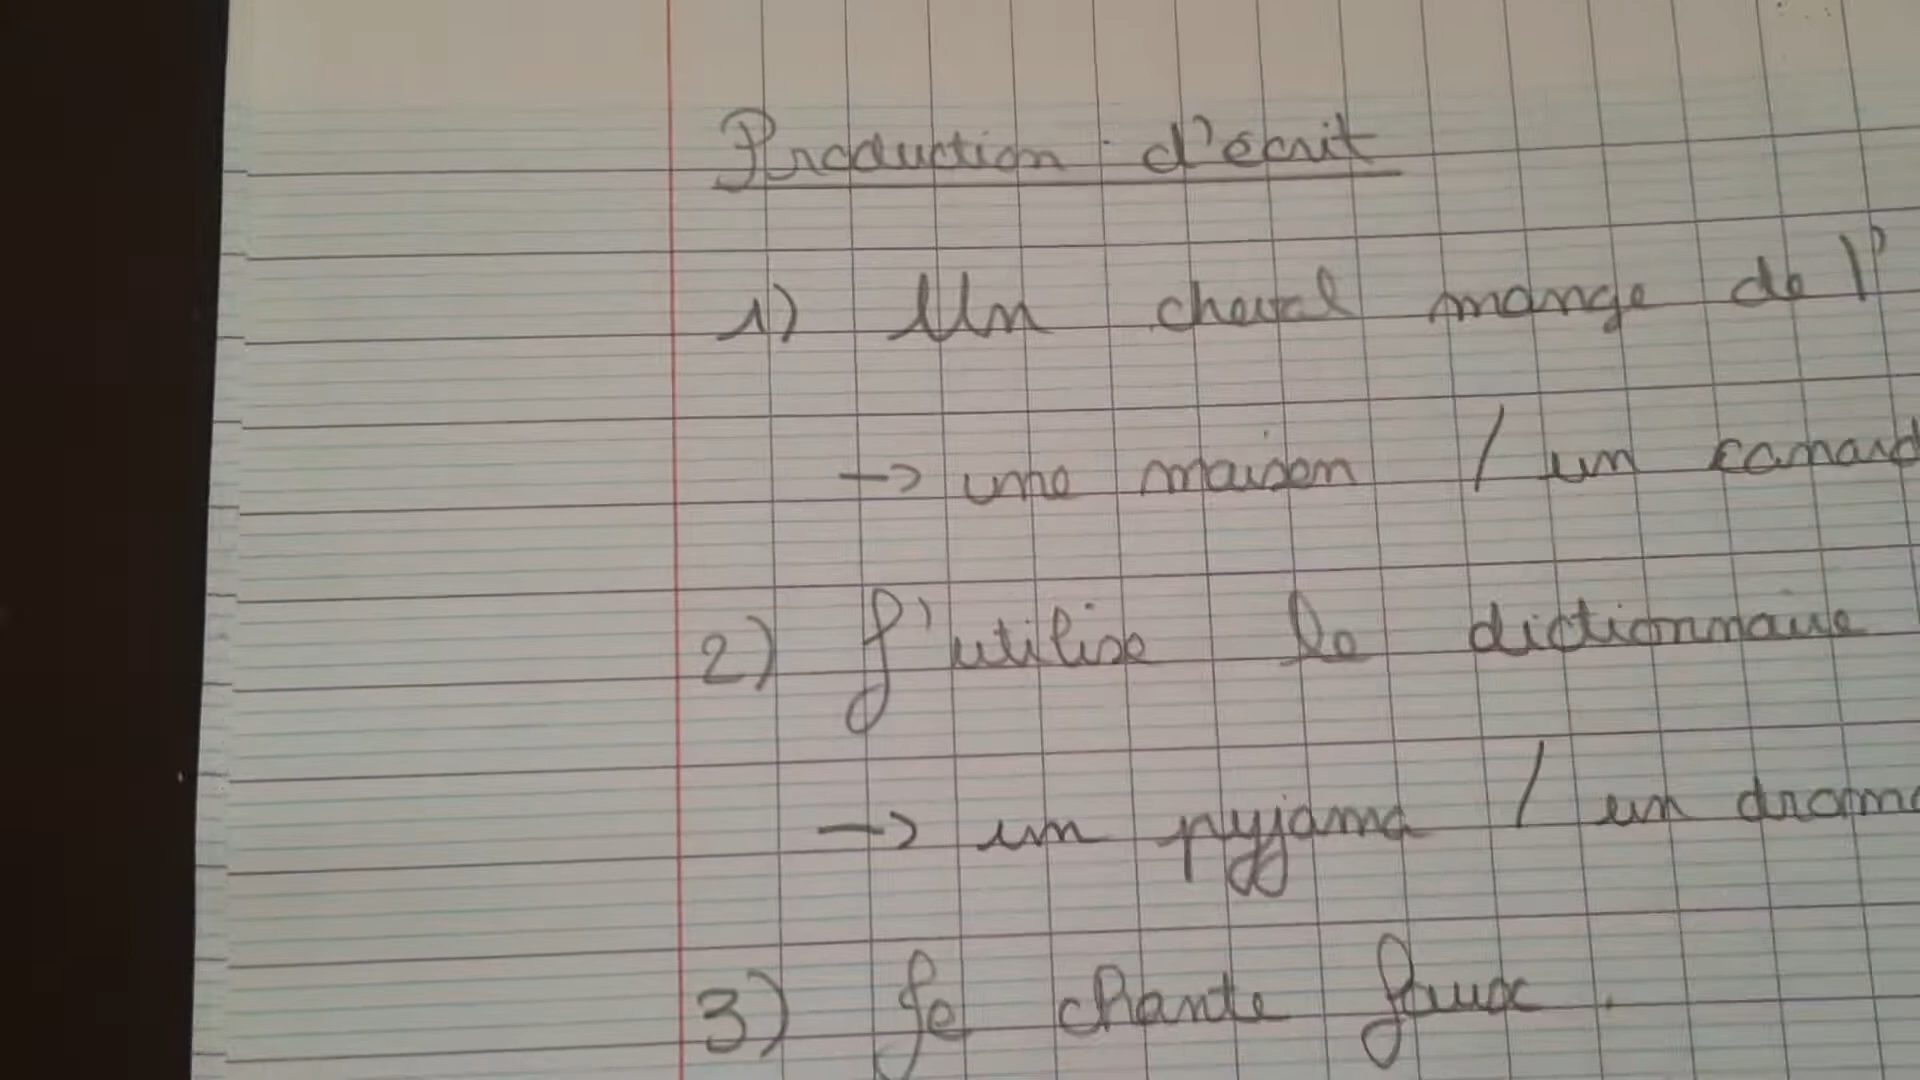 Production d'écrit
1) Un cheval mange de l'
→ une maison / un canard
2) J'utilise le dictionnaire
→ un pyjama / un droma
3) Je chante faux.